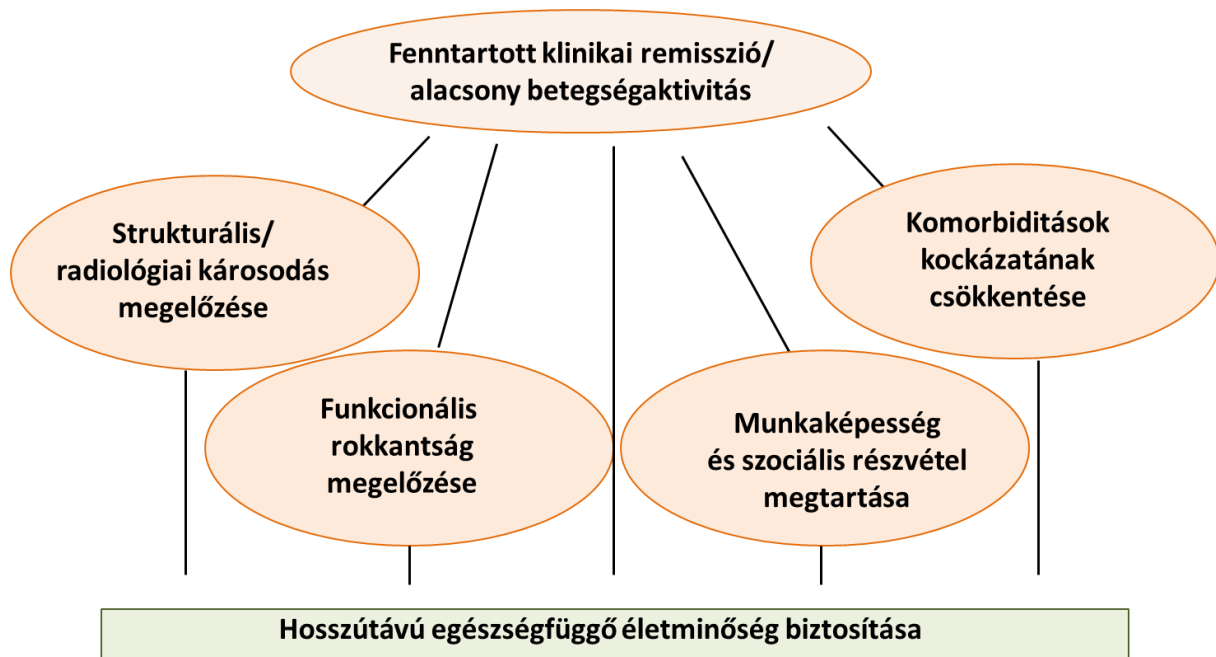 Fenntartott klinikai remisszió/
alacsony betegségaktivitás
Strukturális/
radiológiai károsodás
megelőzése
Komorbiditások
kockázatának
csökkentése
Funkcionális
rokkantság
megelőzése
Munkaképesség
és szociális részvétel
megtartása
Hosszútávú egészségfüggő életminőség biztosítása